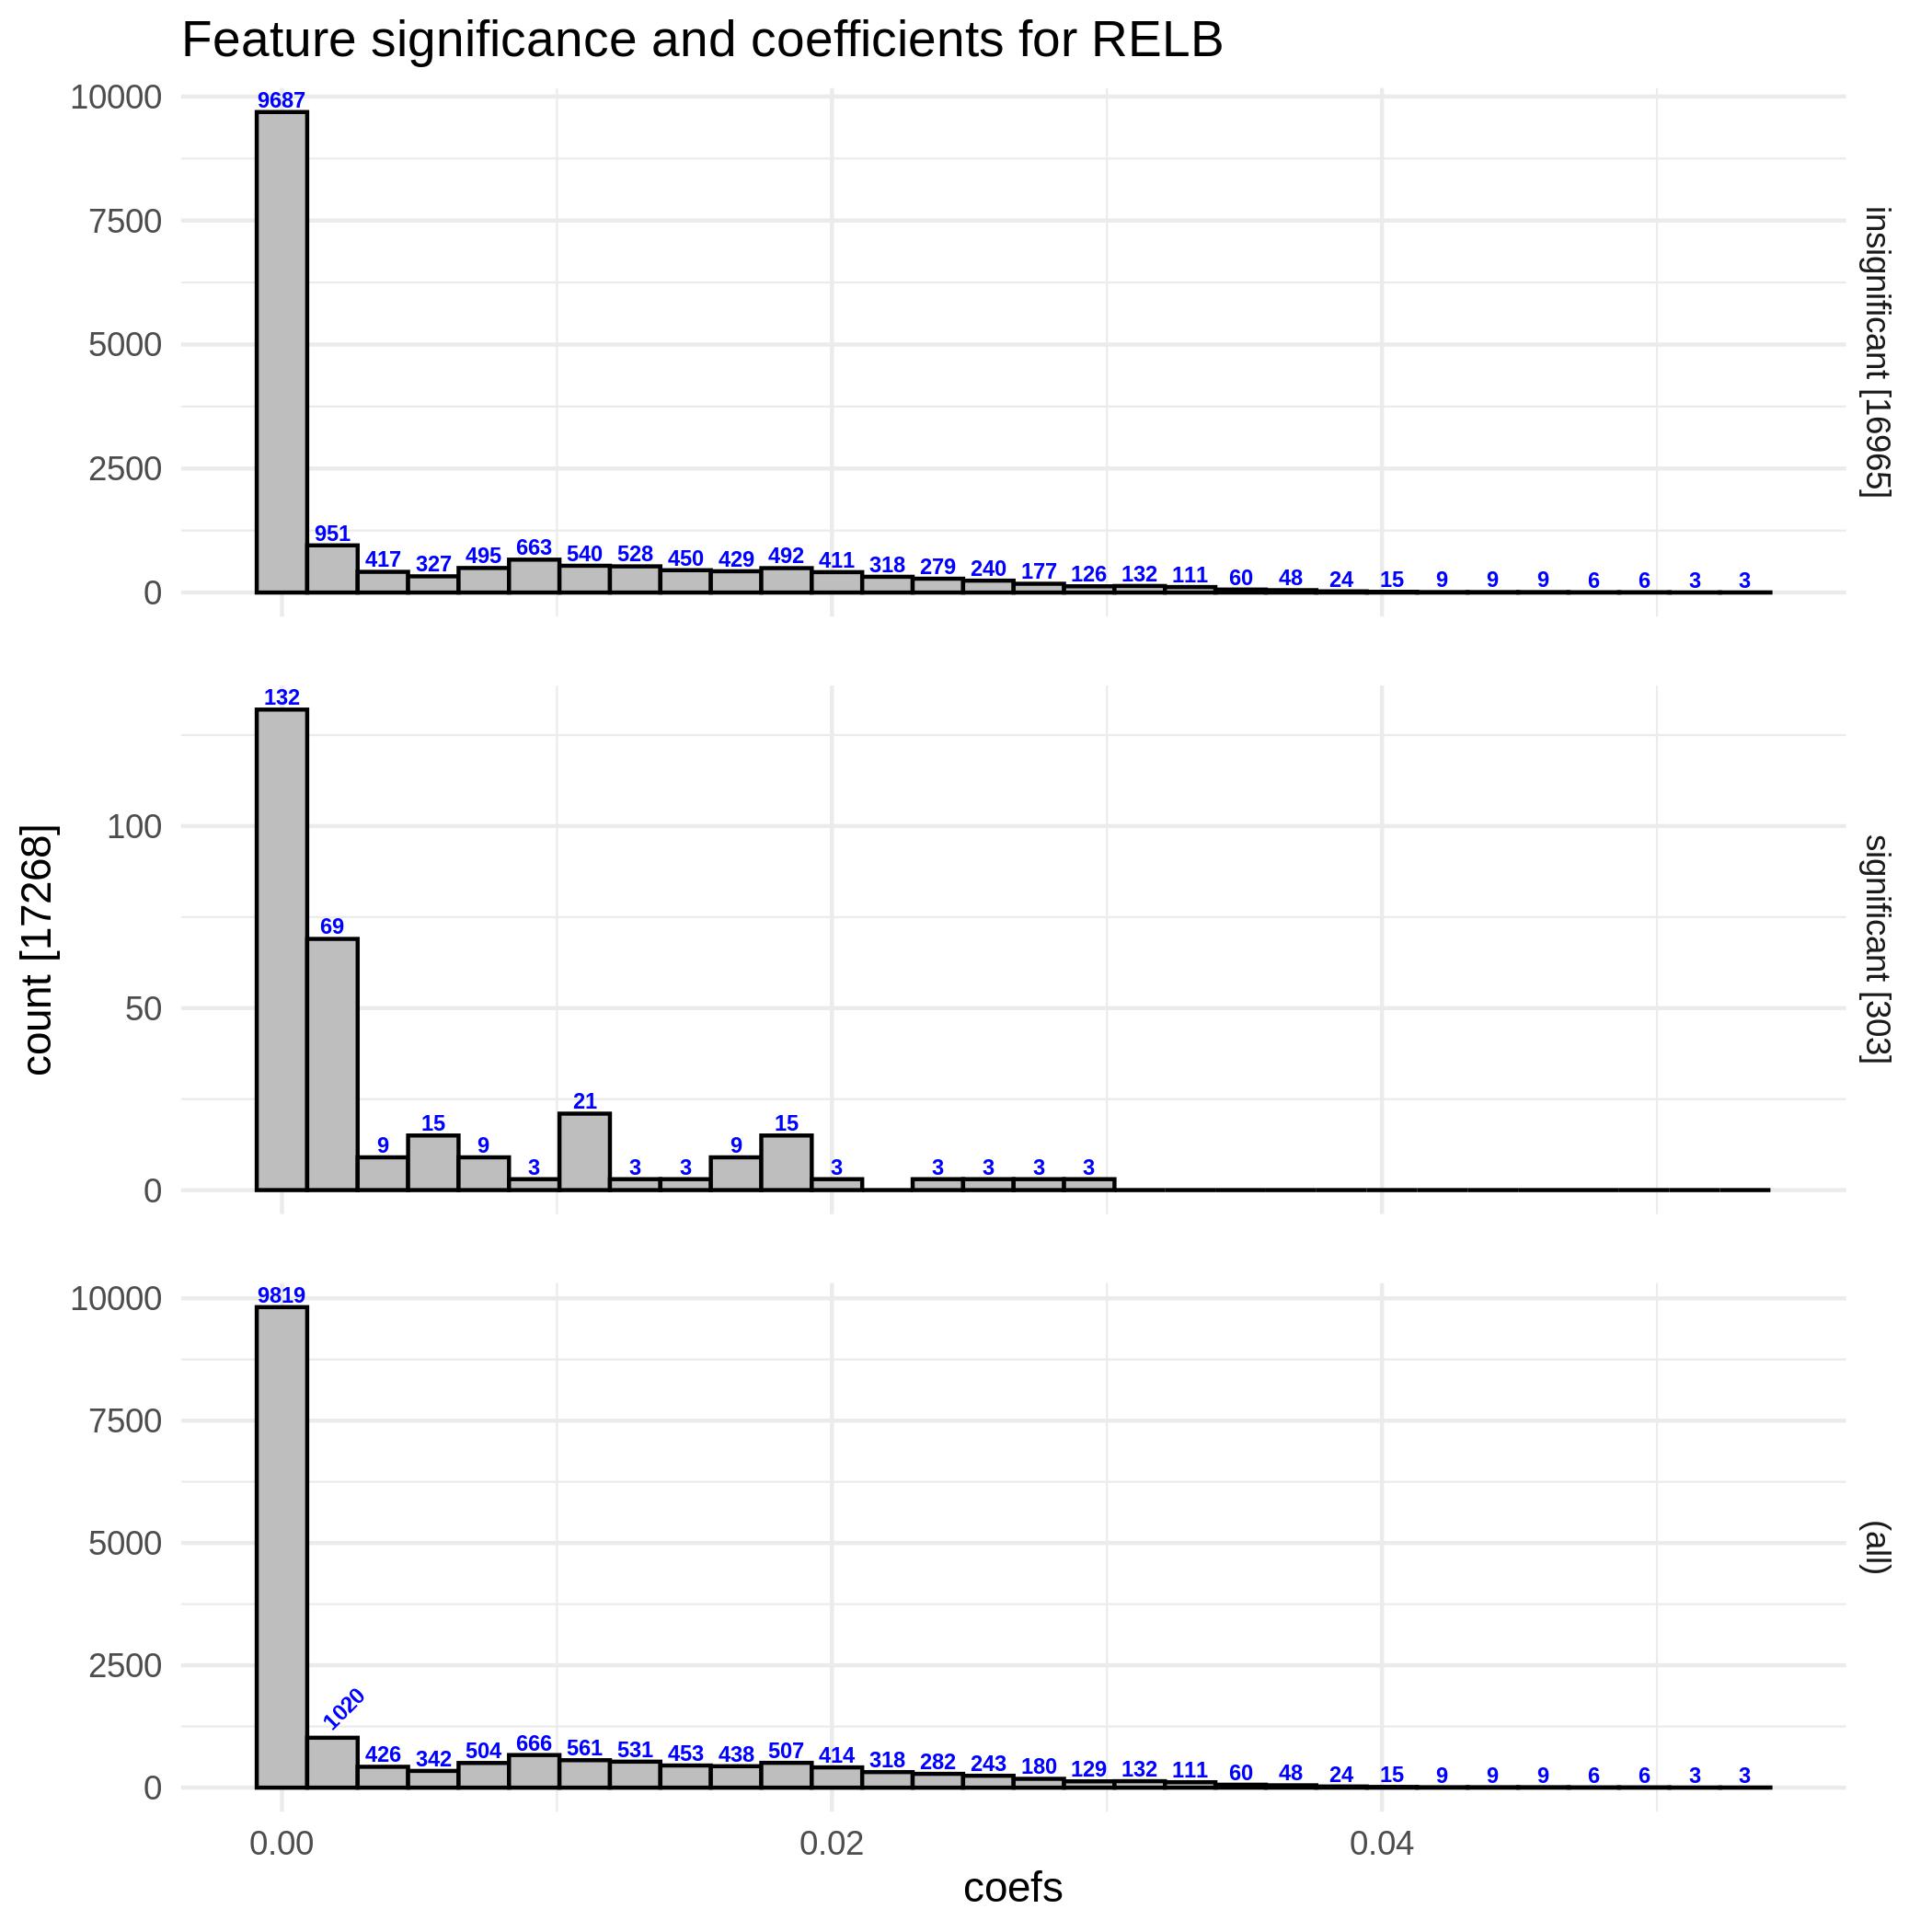 Feature significance and coefficients for RELB
10000
7500
5000
2500
0
9687
951
417 327 495 663 540 528 450 429 492 411 318 279 240 177 126 132 111 60 48 24 15 9 9 9 6 6 3 3
insignificant [16965]
count [17268]
100
50
0
132
69
9 15 9 3 21 3 3 9 15 3 3 3 3 3
significant [303]
10000
7500
5000
2500
0
9819
1020
426 342 504 666 561 531 453 438 507 414 318 282 243 180 129 132 111 60 48 24 15 9 9 9 6 6 3 3
(all)
0.00 0.02 0.04
coefs